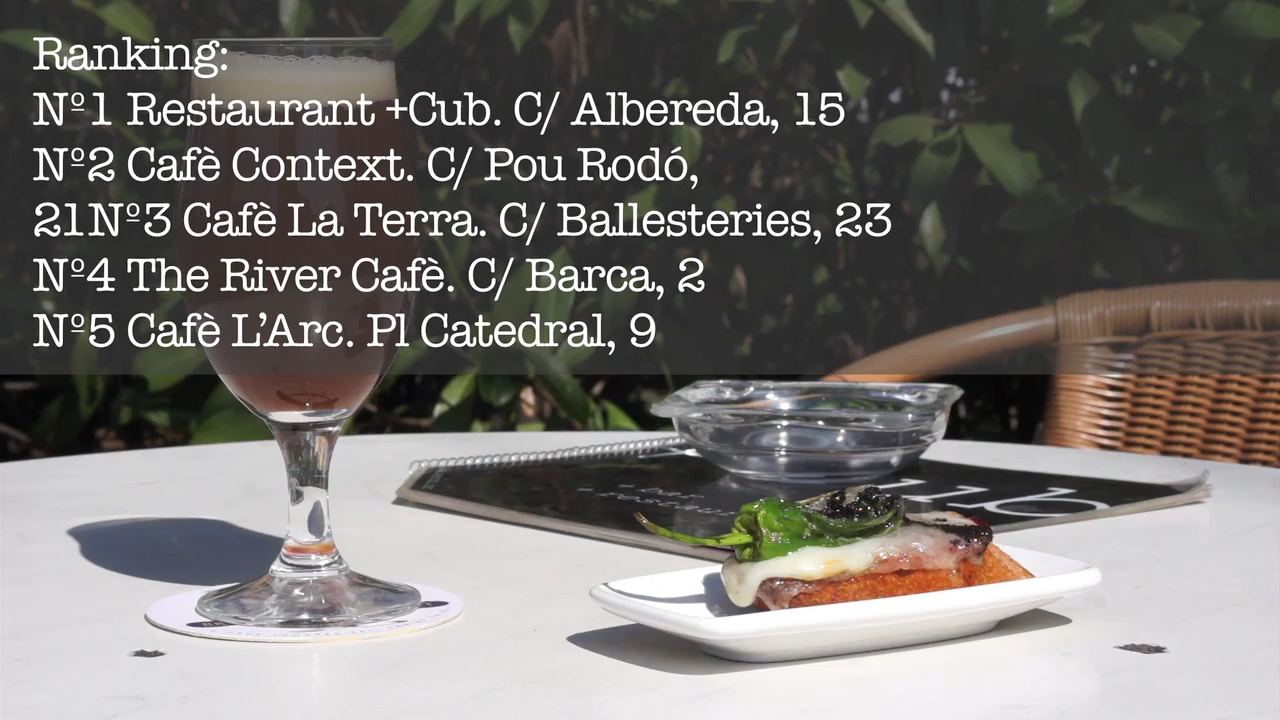 Ranking:
Nº1 Restaurant +Cub. C/ Albereda, 15
Nº2 Cafè Context. C/ Pou Rodó,
21Nº3 Cafè La Terra. C/ Ballesteries, 23
Nº4 The River Cafè. C/ Barca, 2
Nº5 Cafè L’Arc. Pl Catedral, 9